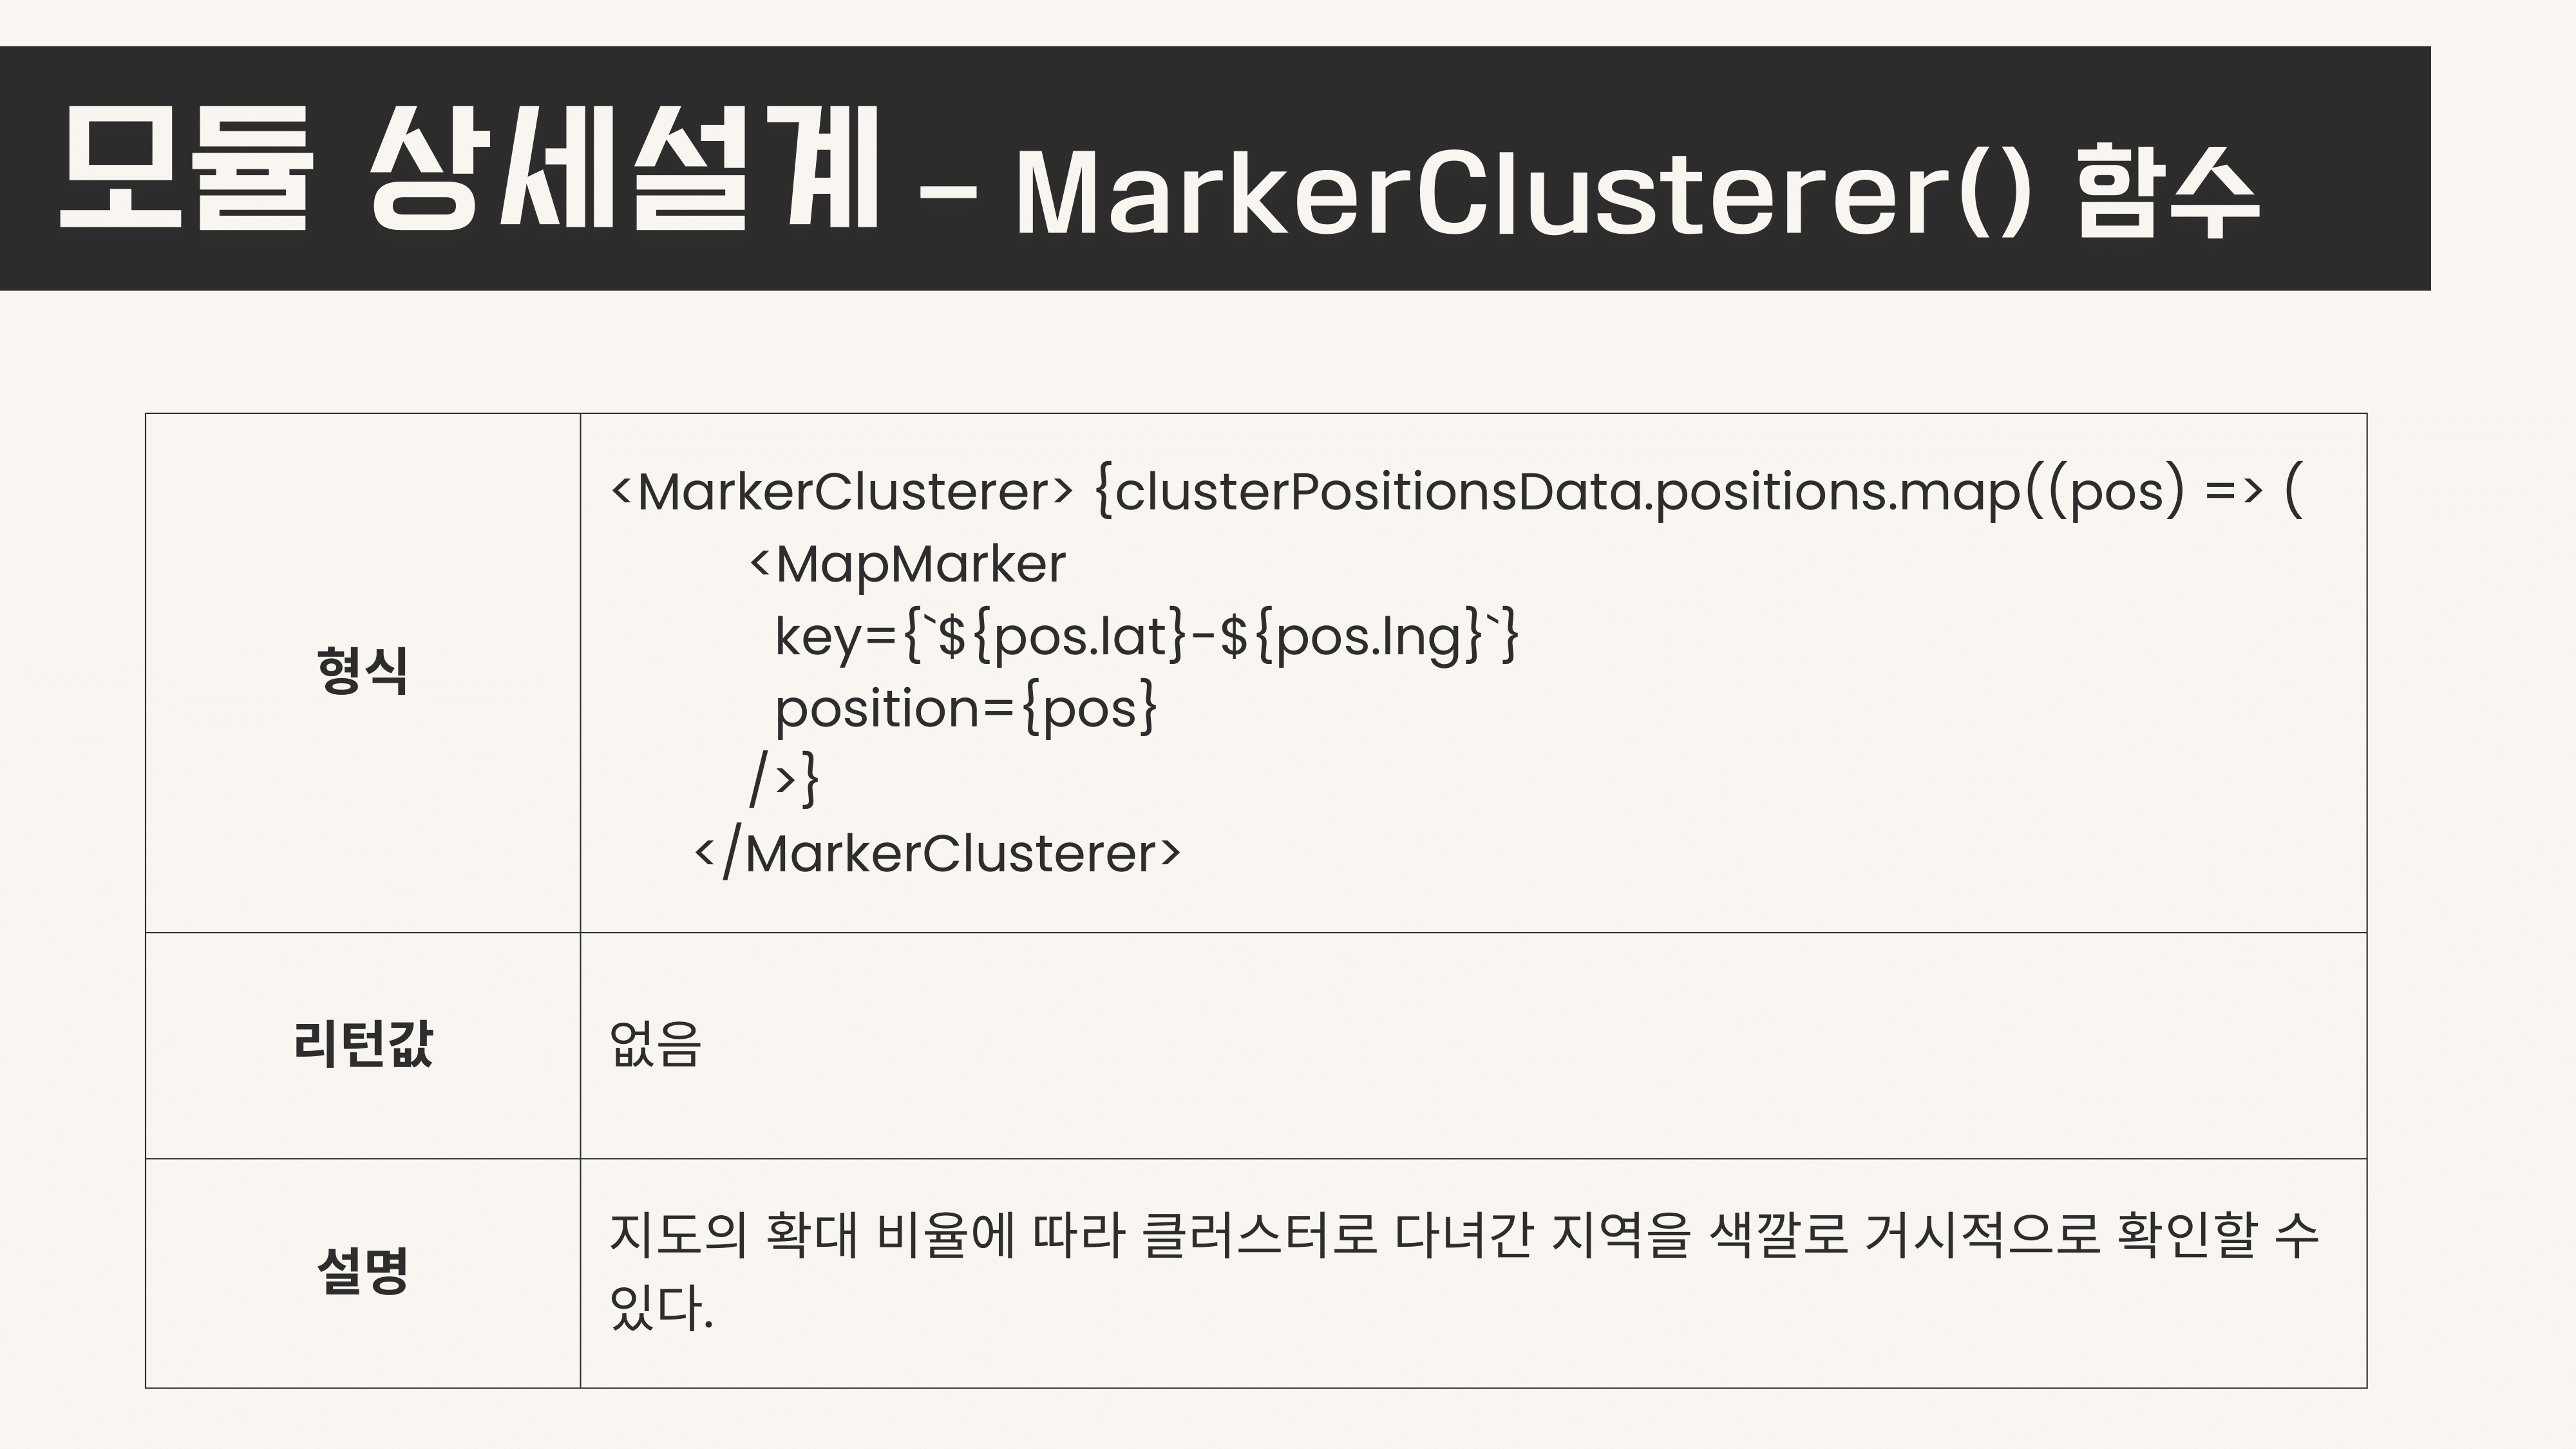 모듈 상세설계 - MarkerClusterer() 함수
형식
<MarkerClusterer> {clusterPositionsData.positions.map((pos) => (
<MapMarker
key={`${pos.lat}-${pos.lng}`}
position={pos}
/>}
</MarkerClusterer>
리턴값
없음
설명
지도의 확대 비율에 따라 클러스터로 다녀간 지역을 색깔로 거시적으로 확인할 수
있다.